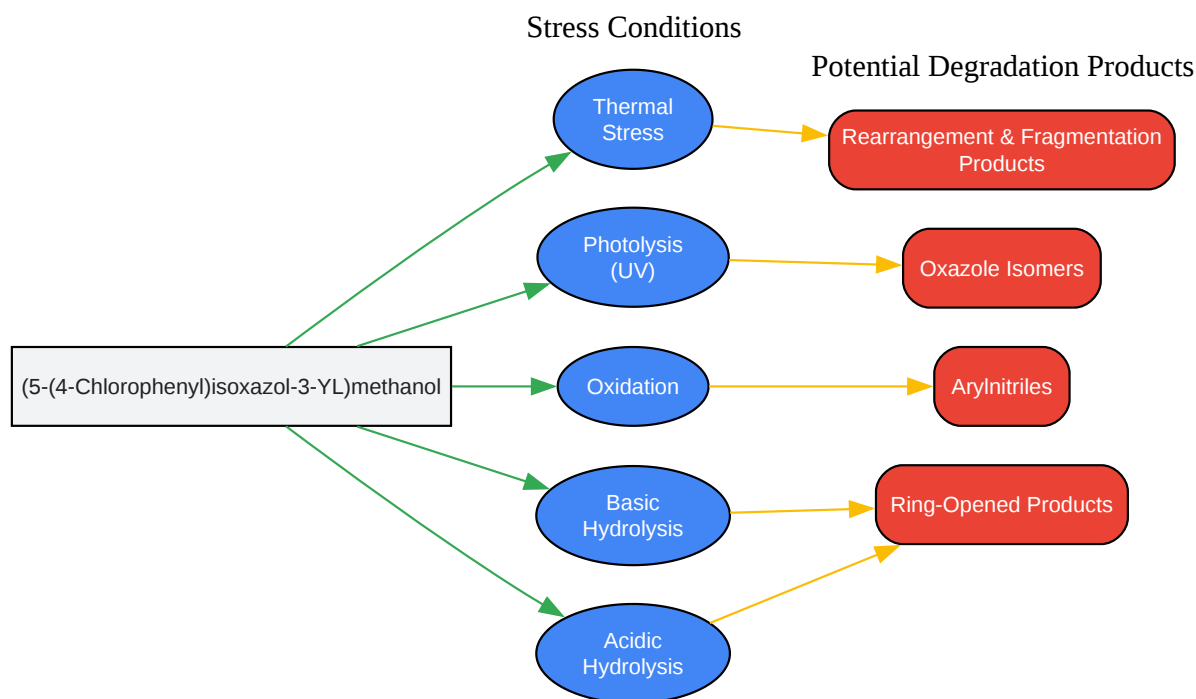 Stress Conditions
Potential Degradation Products
Thermal
Stress
Rearrangement & Fragmentation
Products
Photolysis
(UV)
Oxazole Isomers
(5-(4-Chlorophenyl)isoxazol-3-YL)methanol
Oxidation
Arylnitriles
Basic
Hydrolysis
Ring-Opened Products
Acidic
Hydrolysis